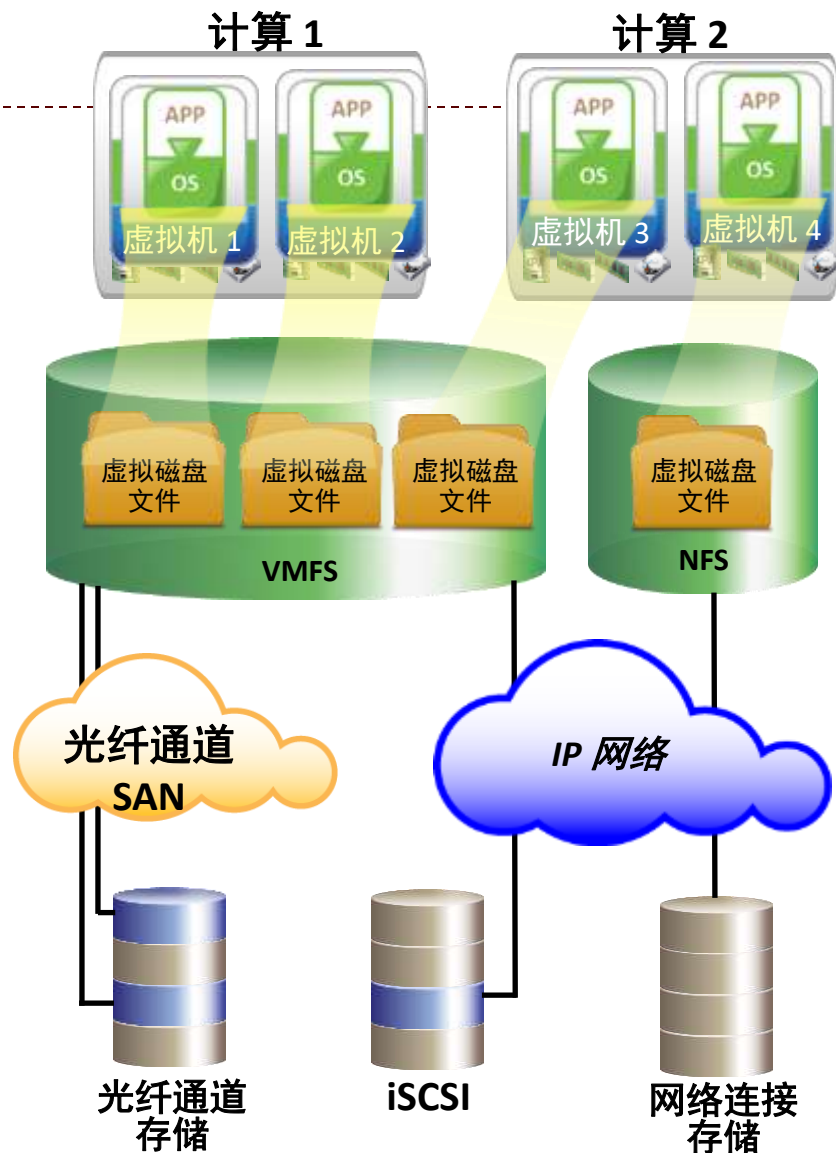 计算 1
计算 2
APP
APP
APP
APP
OS
OS
OS
OS
虚拟机 1
虚拟机 2
虚拟机 3
虚拟机 4
虚拟磁盘
文件
虚拟磁盘
文件
虚拟磁盘
文件
虚拟磁盘
文件
VMFS
NFS
光纤通道
SAN
IP 网络
光纤通道
存储
iSCSI
网络连接
存储